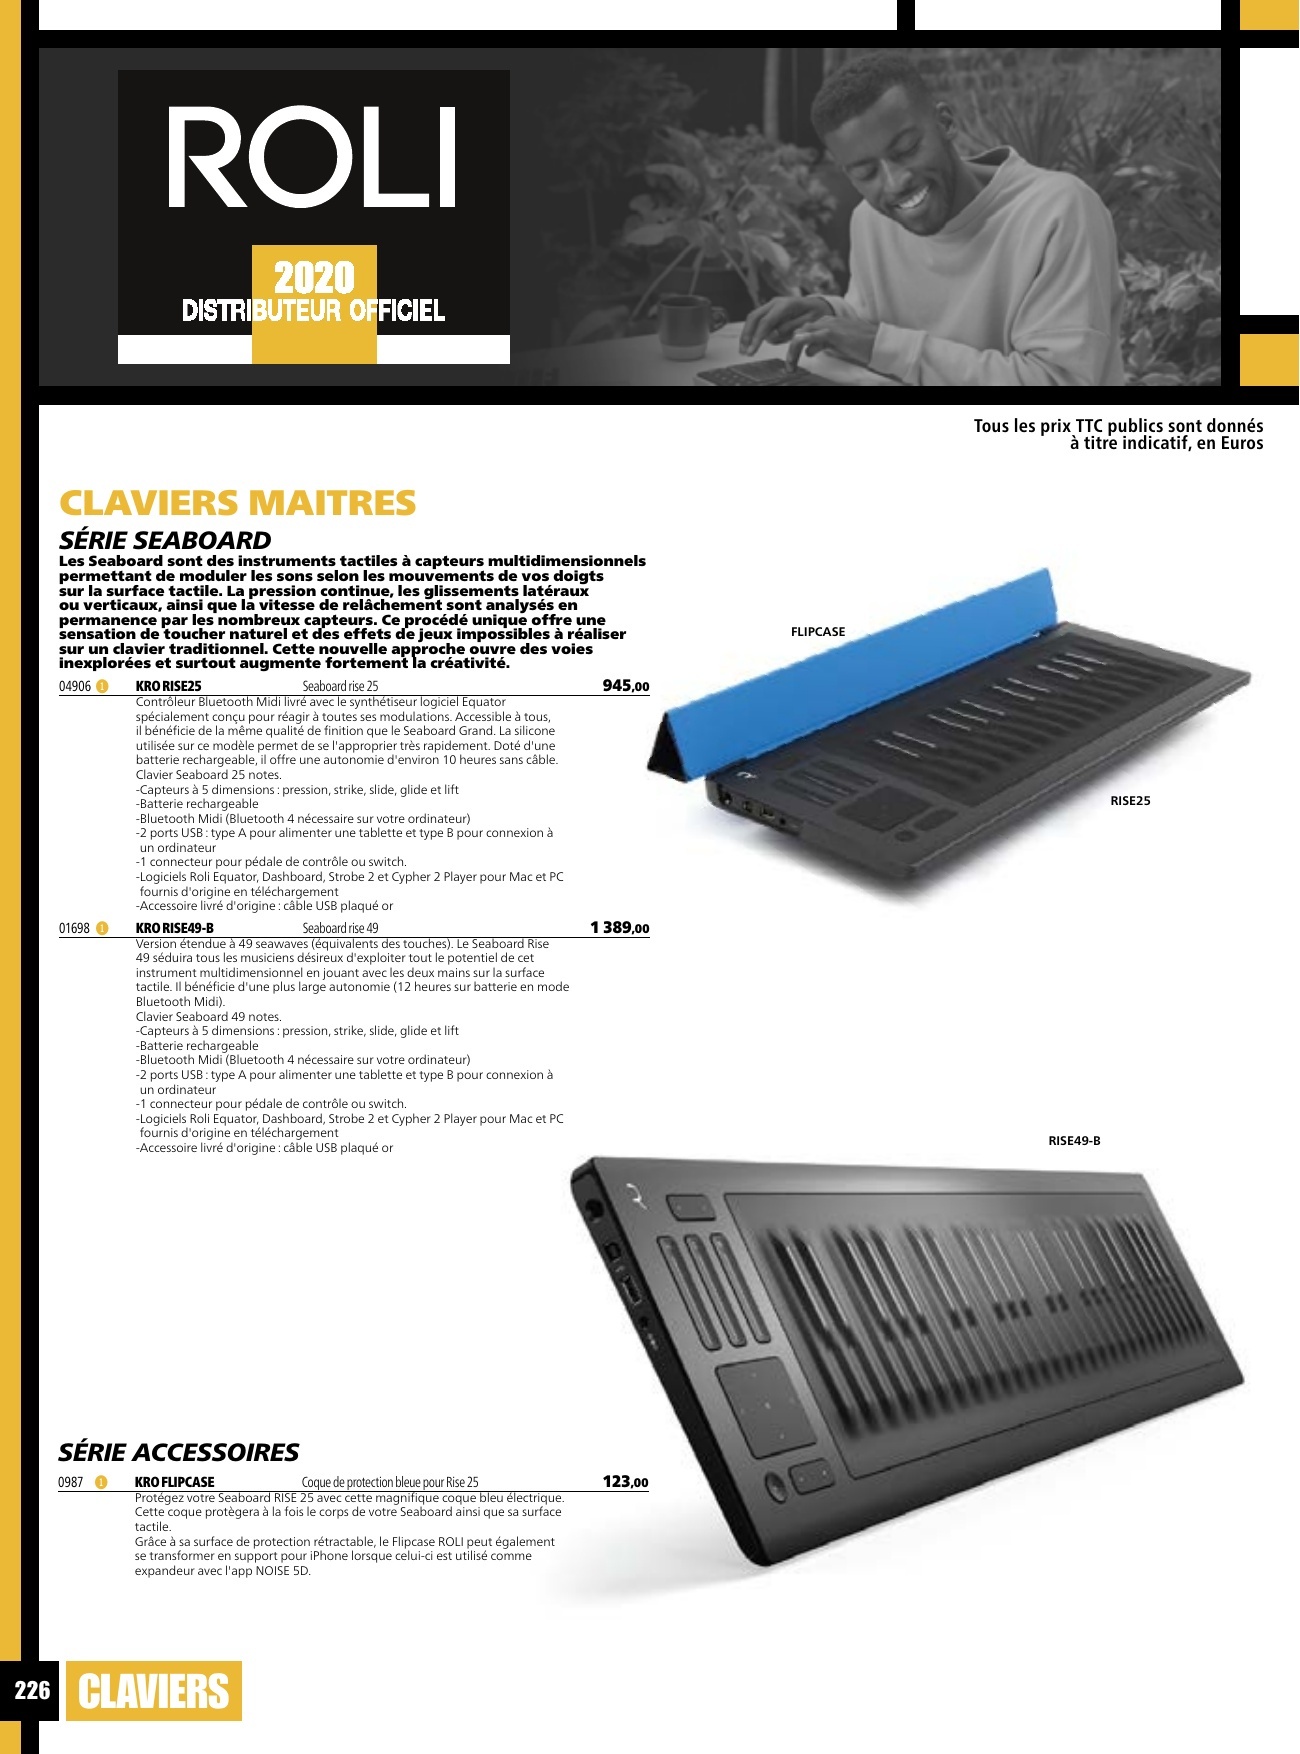 ROLI
2020
DISTRIBUTEUR OFFICIEL
Tous les prix TTC publics sont donnés
à titre indicatif, en Euros
CLAVIERS MAITRES
SÉRIE SEABOARD
Les Seaboard sont des instruments tactiles à capteurs multidimensionnels
permettant de moduler les sons selon les mouvements de vos doigts
sur la surface tactile. La pression continue, les glissements latéraux
ou verticaux, ainsi que la vitesse de relâchement sont analysés en
permanence par les nombreux capteurs. Ce procédé unique offre une
sensation de toucher naturel et des effets de jeux impossibles à réaliser
sur un clavier traditionnel. Cette nouvelle approche ouvre des voies
inexplorées et surtout augmente fortement la créativité.
04906 1 KRO RISE25 Seaboard rise 25 945,00
Contrôleur Bluetooth Midi livré avec le synthétiseur logiciel Equator
spécialement conçu pour réagir à toutes ses modulations. Accessible à tous,
il bénéficie de la même qualité de finition que le Seaboard Grand. La silicone
utilisée sur ce modèle permet de se l'approprier très rapidement. Doté d'une
batterie rechargeable, il offre une autonomie d'environ 10 heures sans câble.
Clavier Seaboard 25 notes.
-Capteurs à 5 dimensions : pression, strike, slide, glide et lift
-Batterie rechargeable
-Bluetooth Midi (Bluetooth 4 nécessaire sur votre ordinateur)
-2 ports USB : type A pour alimenter une tablette et type B pour connexion à
un ordinateur
-1 connecteur pour pédale de contrôle ou switch.
-Logiciels Roli Equator, Dashboard, Strobe 2 et Cypher 2 Player pour Mac et PC
fournis d'origine en téléchargement
-Accessoire livré d'origine : câble USB plaqué or
01698 1 KRO RISE49-B Seaboard rise 49 1 389,00
Version étendue à 49 seawaves (équivalents des touches). Le Seaboard Rise
49 séduira tous les musiciens désireux d'exploiter tout le potentiel de cet
instrument multidimensionnel en jouant avec les deux mains sur la surface
tactile. Il bénéficie d'une plus large autonomie (12 heures sur batterie en mode
Bluetooth Midi).
Clavier Seaboard 49 notes.
-Capteurs à 5 dimensions : pression, strike, slide, glide et lift
-Batterie rechargeable
-Bluetooth Midi (Bluetooth 4 nécessaire sur votre ordinateur)
-2 ports USB : type A pour alimenter une tablette et type B pour connexion à
un ordinateur
-1 connecteur pour pédale de contrôle ou switch.
-Logiciels Roli Equator, Dashboard, Strobe 2 et Cypher 2 Player pour Mac et PC
fournis d'origine en téléchargement
-Accessoire livré d'origine : câble USB plaqué or
FLIPCASE
RISE25
RISE49-B
SÉRIE ACCESSOIRES
0987 1 KRO FLIPCASE Coque de protection bleue pour Rise 25 123,00
Protégez votre Seaboard RISE 25 avec cette magnifique coque bleu électrique.
Cette coque protègera à la fois le corps de votre Seaboard ainsi que sa surface
tactile.
Grâce à sa surface de protection rétractable, le Flipcase ROLI peut également
se transformer en support pour iPhone lorsque celui-ci est utilisé comme
expandeur avec l'app NOISE 5D.
226 CLAVIERS